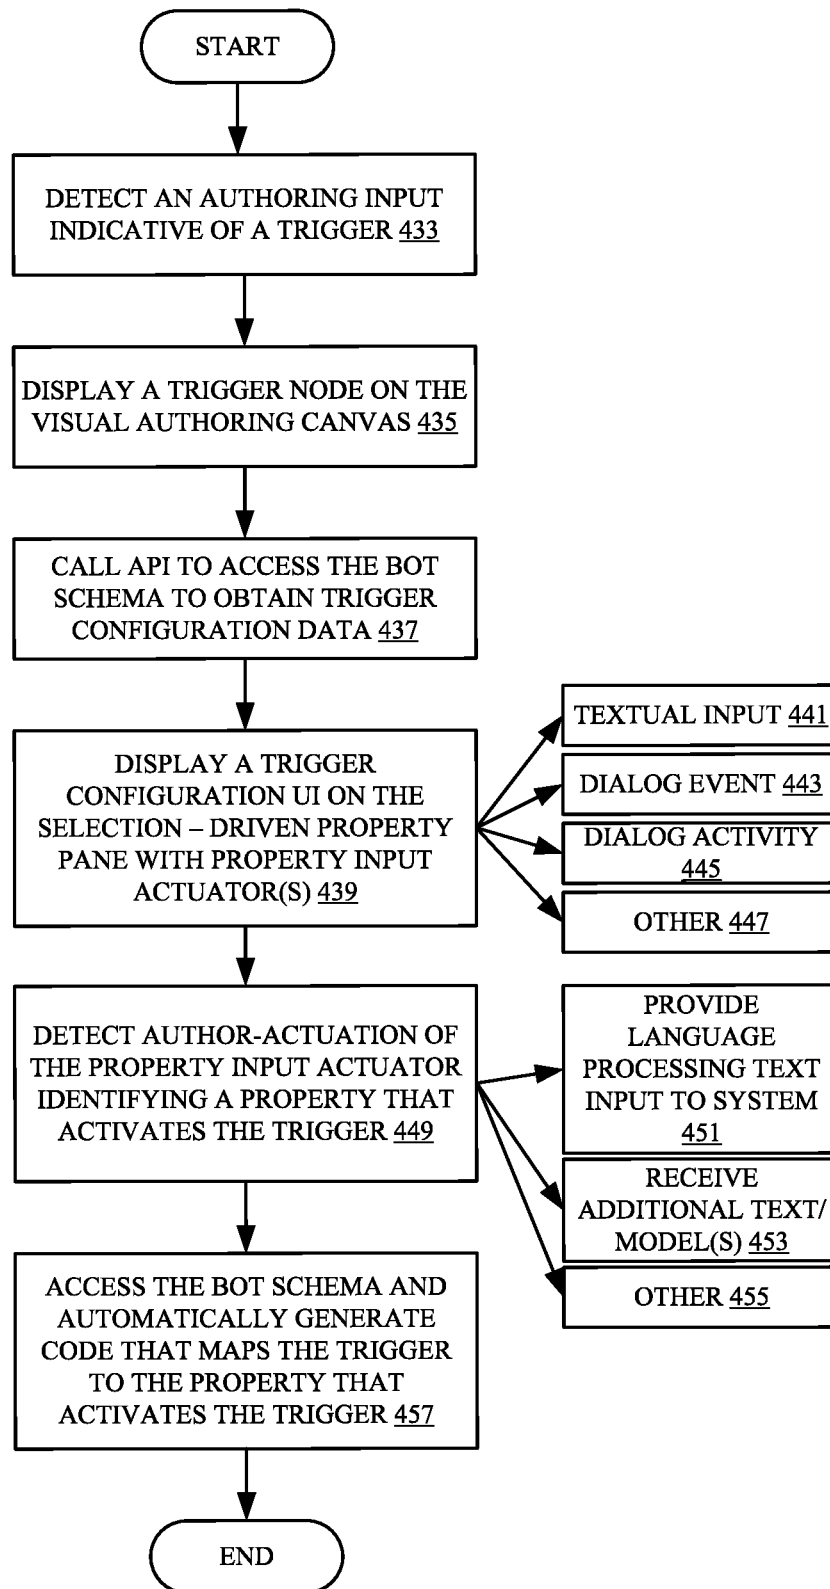 START
DETECT AN AUTHORING INPUT
INDICATIVE OF A TRIGGER 433
DISPLAY A TRIGGER NODE ON THE
VISUAL AUTHORING CANVAS 435
CALL API TO ACCESS THE BOT
SCHEMA TO OBTAIN TRIGGER
CONFIGURATION DATA 437
DISPLAY A TRIGGER
CONFIGURATION UI ON THE
SELECTION – DRIVEN PROPERTY
PANE WITH PROPERTY INPUT
ACTUATOR(S) 439
TEXTUAL INPUT 441
DIALOG EVENT 443
DIALOG ACTIVITY
445
OTHER 447
DETECT AUTHOR-ACTUATION OF
THE PROPERTY INPUT ACTUATOR
IDENTIFYING A PROPERTY THAT
ACTIVATES THE TRIGGER 449
PROVIDE
LANGUAGE
PROCESSING TEXT
INPUT TO SYSTEM
451
RECEIVE
ADDITIONAL TEXT/
MODEL(S) 453
OTHER 455
ACCESS THE BOT SCHEMA AND
AUTOMATICALLY GENERATE
CODE THAT MAPS THE TRIGGER
TO THE PROPERTY THAT
ACTIVATES THE TRIGGER 457
END